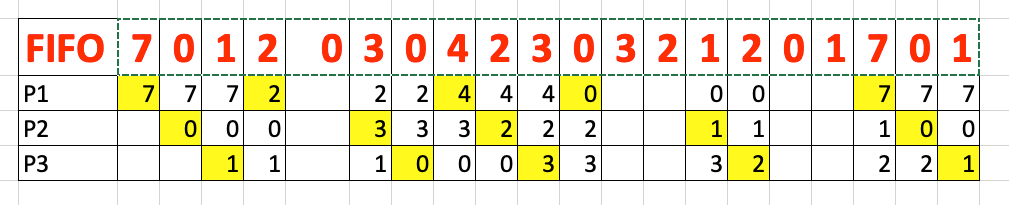 FIFO 7 0 1 2 0 3 0 4 2 3 0 3 2 1 2 0 1 7 0 1
P1 7 7 7 2 2 2 4 4 4 0 0 0 7 7 7
P2 0 0 0 3 3 3 2 2 2 1 1 1 0 0
P3 1 1 1 0 0 0 3 3 3 2 2 2 1